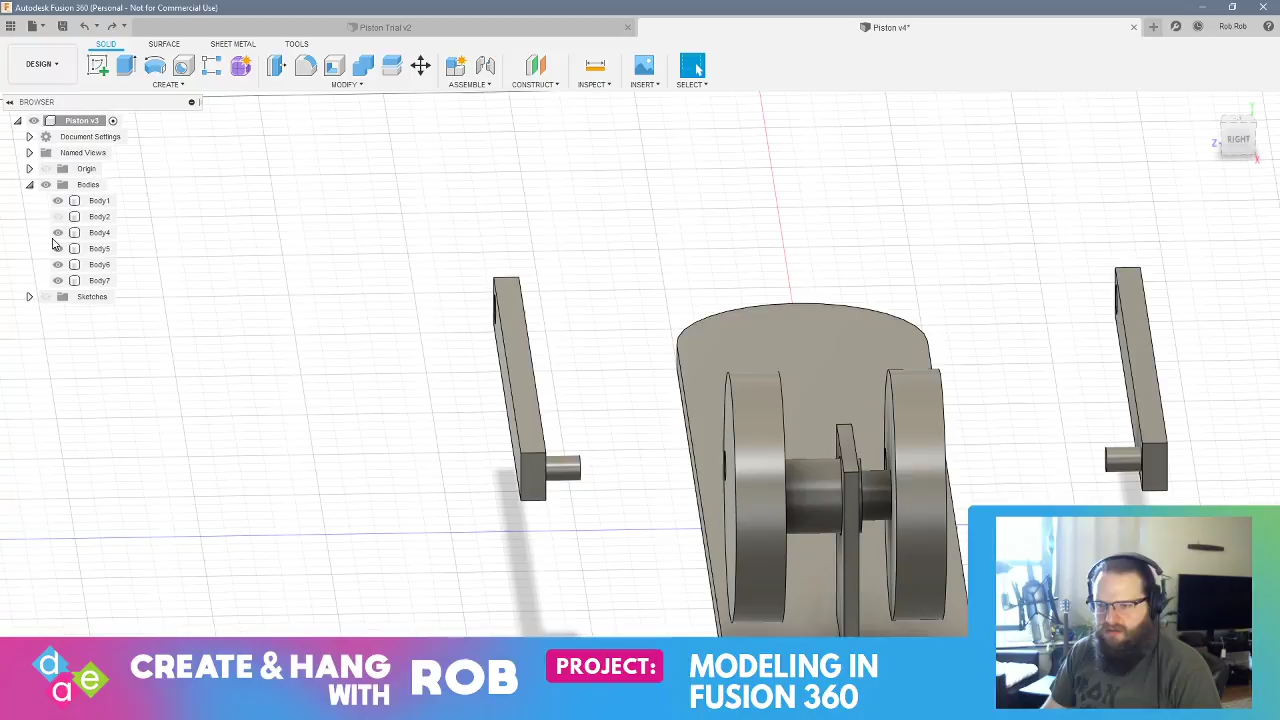 Autodesk Fusion 360 (Personal - Not for Commercial Use)
Piston Trial v2
Piston v4*
Rob Rob
DESIGN
SOLID
SURFACE
SHEET METAL
TOOLS
CREATE
MODIFY
ASSEMBLE
CONSTRUCT
INSPECT
INSERT
SELECT
BROWSER
Piston v3
Document Settings
Named Views
Origin
Bodies
Body1
Body2
Body4
Body5
Body6
Body7
Sketches
RIGHT
Z
Y
X
dae
CREATE & HANG
WITH
ROB
PROJECT:
MODELING IN
FUSION 360